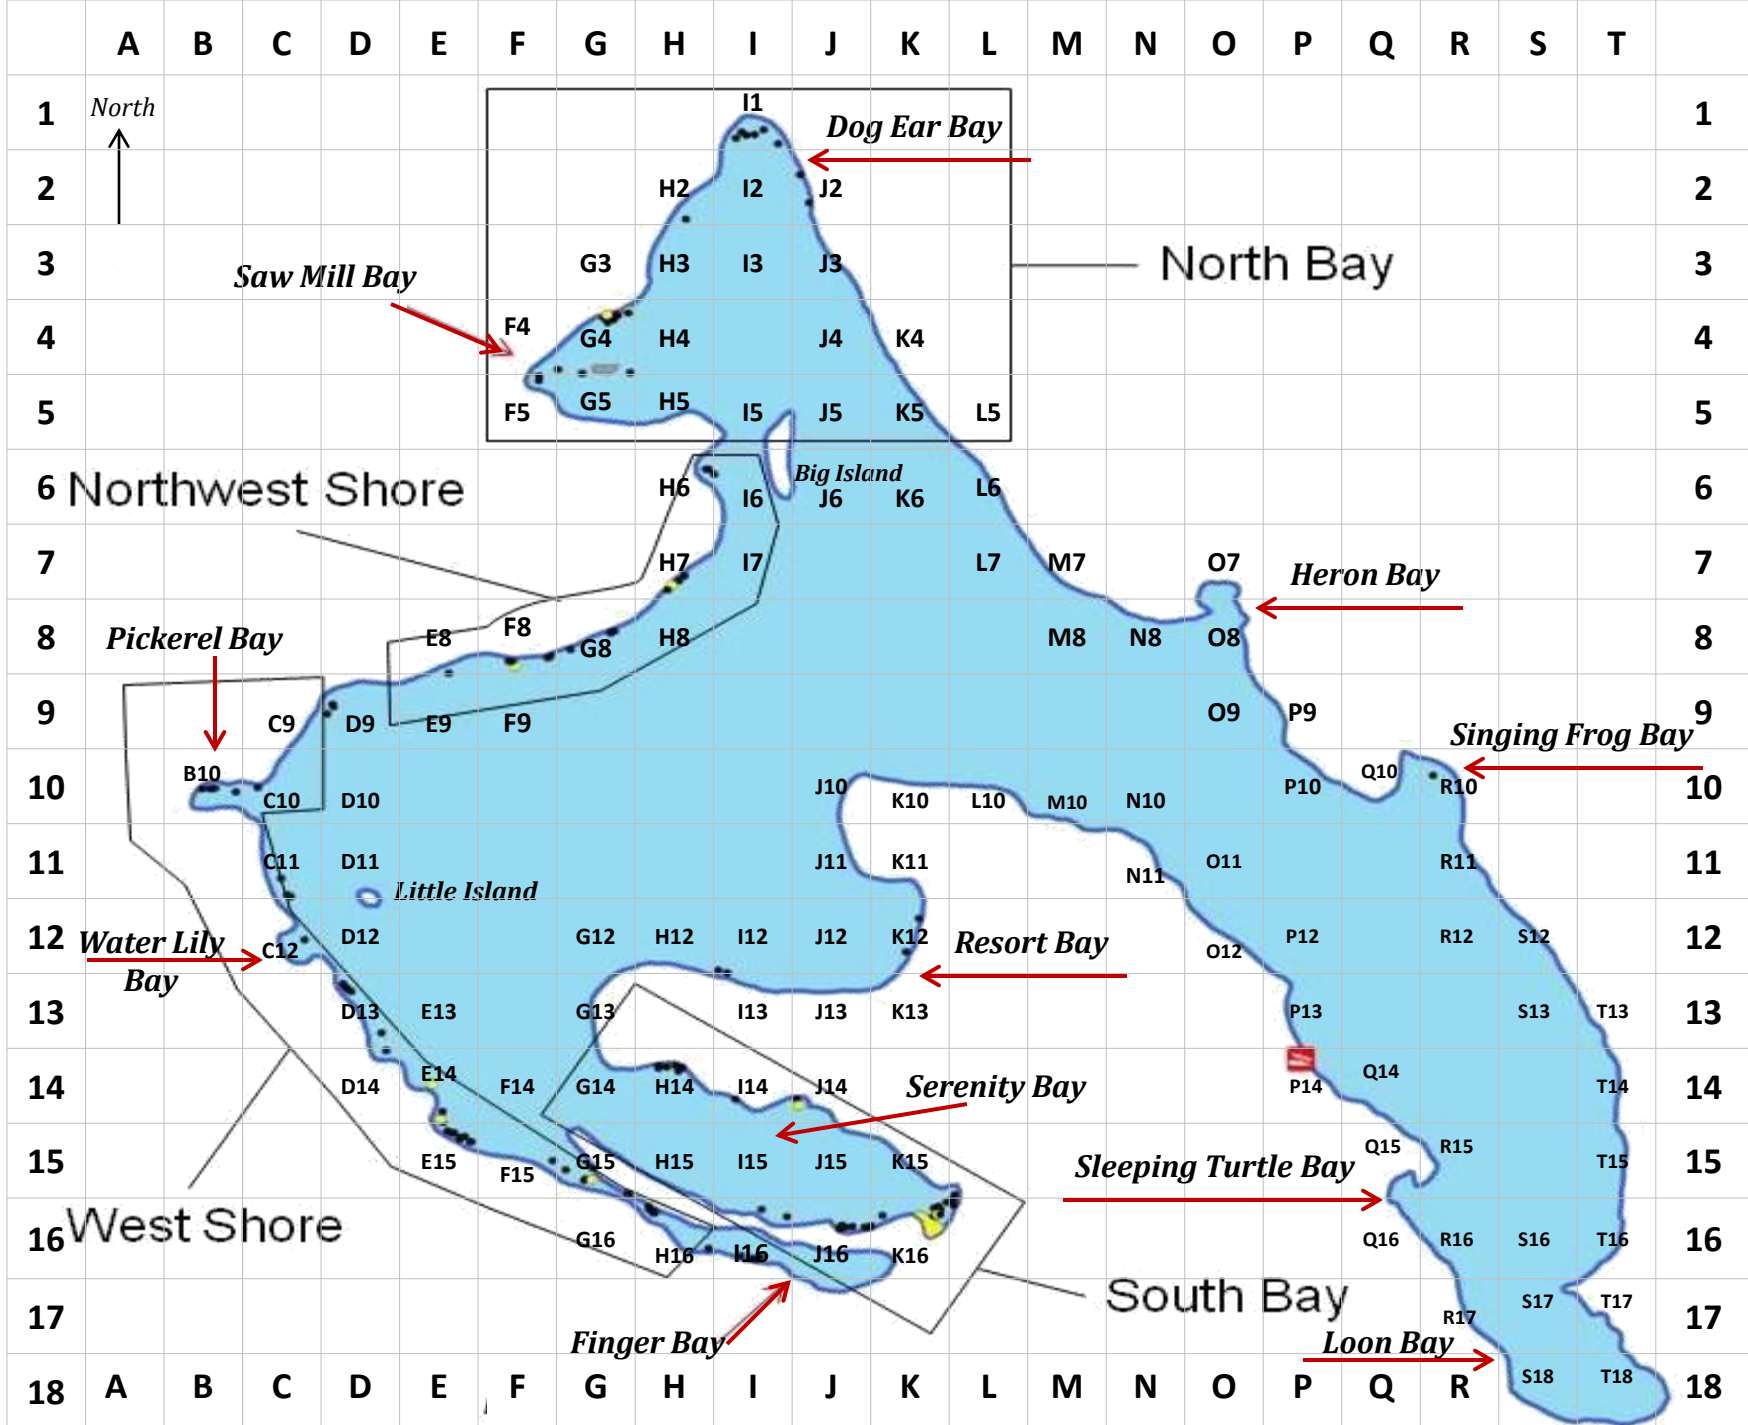 A B C D E F G H I J K L M N O P Q R S T
1 North I1 Dog Ear Bay 1
2 H2 I2 J2 2
3 Saw Mill Bay G3 H3 I3 J3 North Bay 3
4 F4 G4 H4 J4 K4 4
5 F5 G5 H5 I5 J5 K5 L5 5
6 Northwest Shore H6 I6 Big Island J6 K6 L6 6
7 H7 I7 L7 M7 O7 Heron Bay 7
8 Pickerel Bay E8 F8 G8 H8 M8 N8 O8 8
9 C9 D9 E9 F9 O9 P9 9
Singing Frog Bay
10 B10 C10 D10 J10 K10 L10 M10 N10 P10 Q10 R10 10
11 C11 D11 J11 K11 N11 O11 R11 11
Little Island
12 Water Lily C12 D12 G12 H12 I12 J12 K12 Resort Bay O12 P12 R12 S12 12
Bay
13 D13 E13 G13 I13 J13 K13 P13 S13 T13 13
14 D14 E14 F14 G14 H14 I14 J14 Serenity Bay P14 Q14 T14 14
15 E15 F15 G15 H15 I15 J15 K15 Sleeping Turtle Bay Q15 R15 T15 15
16 West Shore G16 H16 I16 J16 K16 Q16 R16 S16 T16 16
17 South Bay R17 S17 T17 17
Finger Bay Loon Bay
18 A B C D E F G H I J K L M N O P Q R S18 T18 18